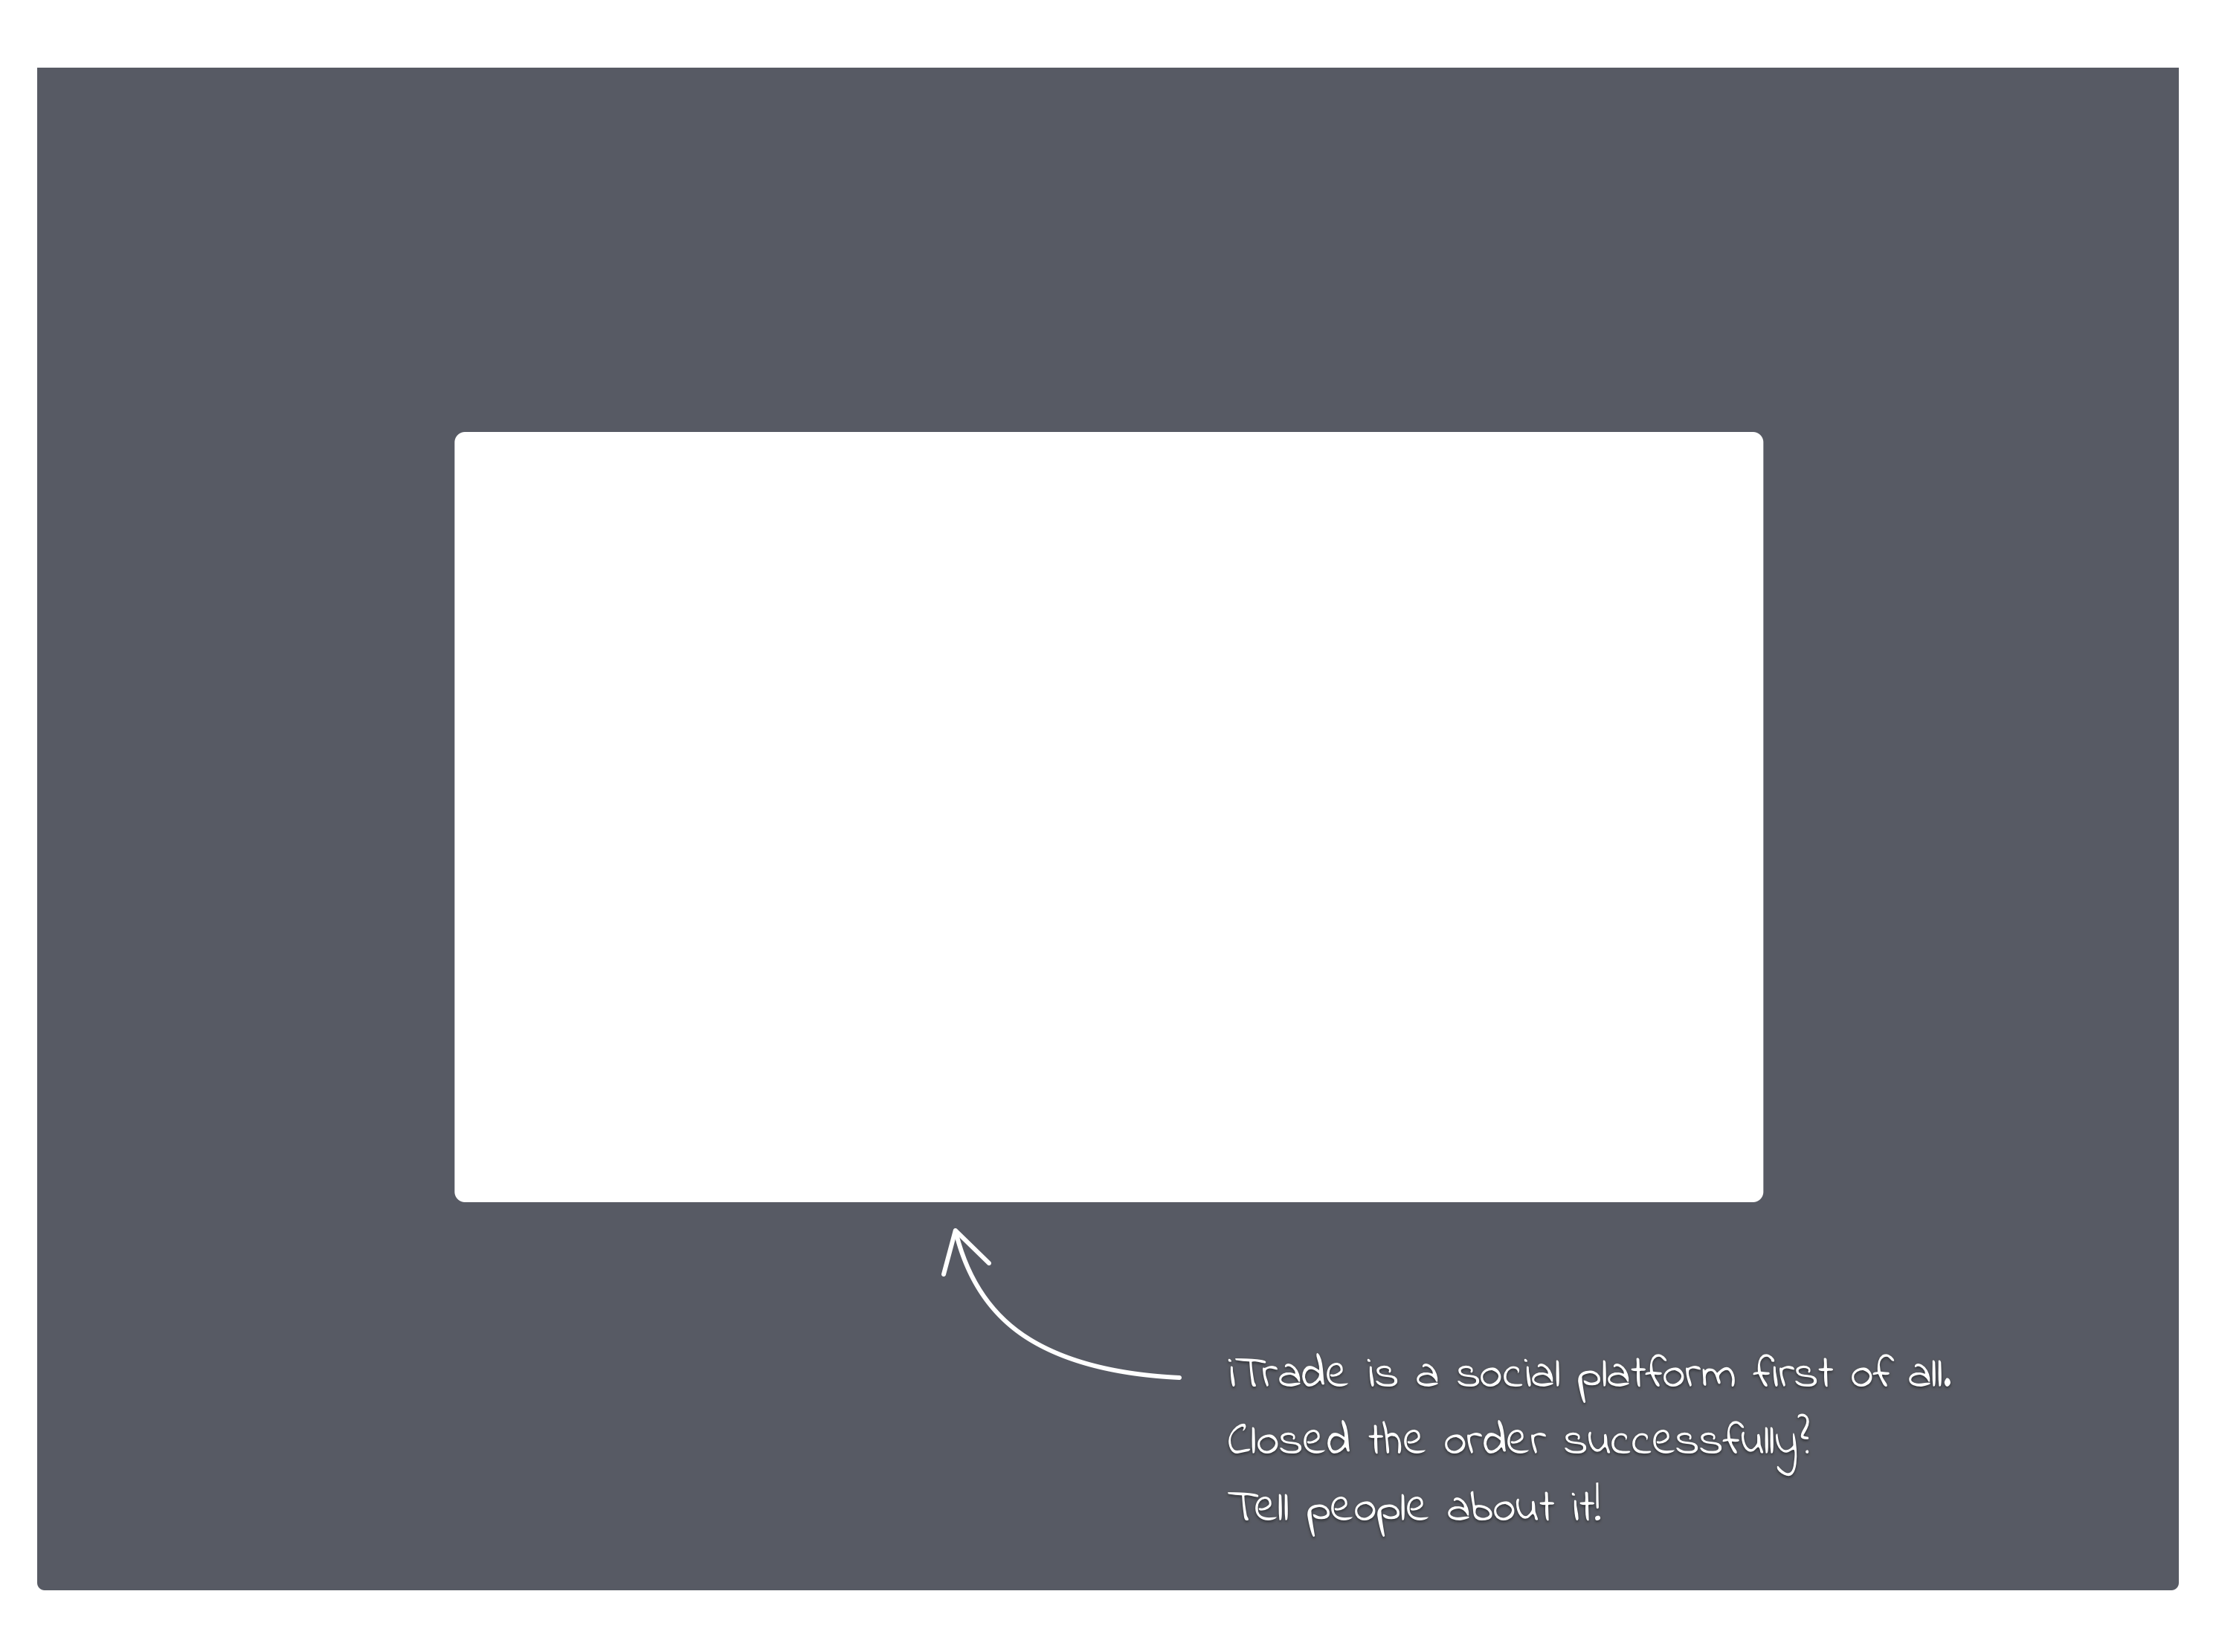 iTrade is a social platform first of all.
Closed the order successfully?
Tell people about it!